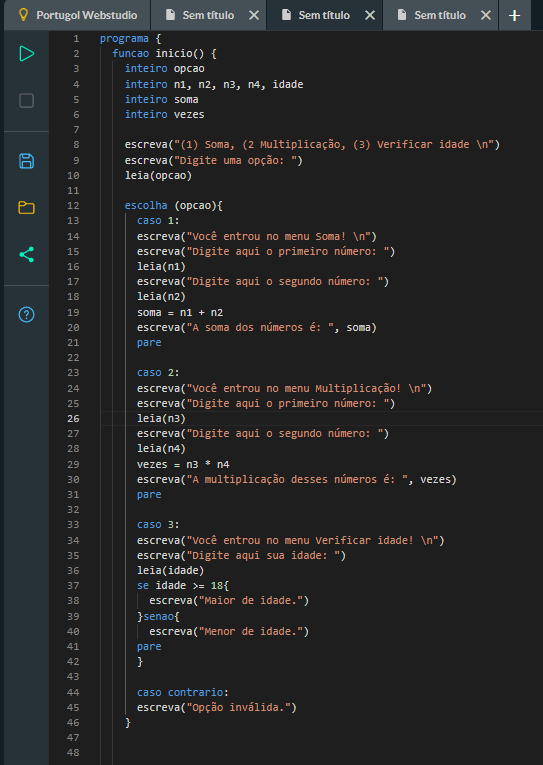 Portugol Webstudio Sem título Sem título Sem título
1 programa {
2 funcao inicio() {
3 inteiro opcao
4 inteiro n1, n2, n3, n4, idade
5 inteiro soma
6 inteiro vezes
7
8 escreva("(1) Soma, (2 Multiplicação, (3) Verificar idade \n")
9 escreva("Digite uma opção: ")
10 leia(opcao)
11
12 escolha (opcao){
13 caso 1:
14 escreva("Você entrou no menu Soma! \n")
15 escreva("Digite aqui o primeiro número: ")
16 leia(n1)
17 escreva("Digite aqui o segundo número: ")
18 leia(n2)
19 soma = n1 + n2
20 escreva("A soma dos números é: ", soma)
21 pare
22
23 caso 2:
24 escreva("Você entrou no menu Multiplicação! \n")
25 escreva("Digite aqui o primeiro número: ")
26 leia(n3)
27 escreva("Digite aqui o segundo número: ")
28 leia(n4)
29 vezes = n3 * n4
30 escreva("A multiplicação desses números é: ", vezes)
31 pare
32
33 caso 3:
34 escreva("Você entrou no menu Verificar idade! \n")
35 escreva("Digite aqui sua idade: ")
36 leia(idade)
37 se idade >= 18{
38 escreva("Maior de idade.")
39 }senao{
40 escreva("Menor de idade.")
41 pare
42 }
43
44 caso contrario:
45 escreva("Opção inválida.")
46 }
47
48